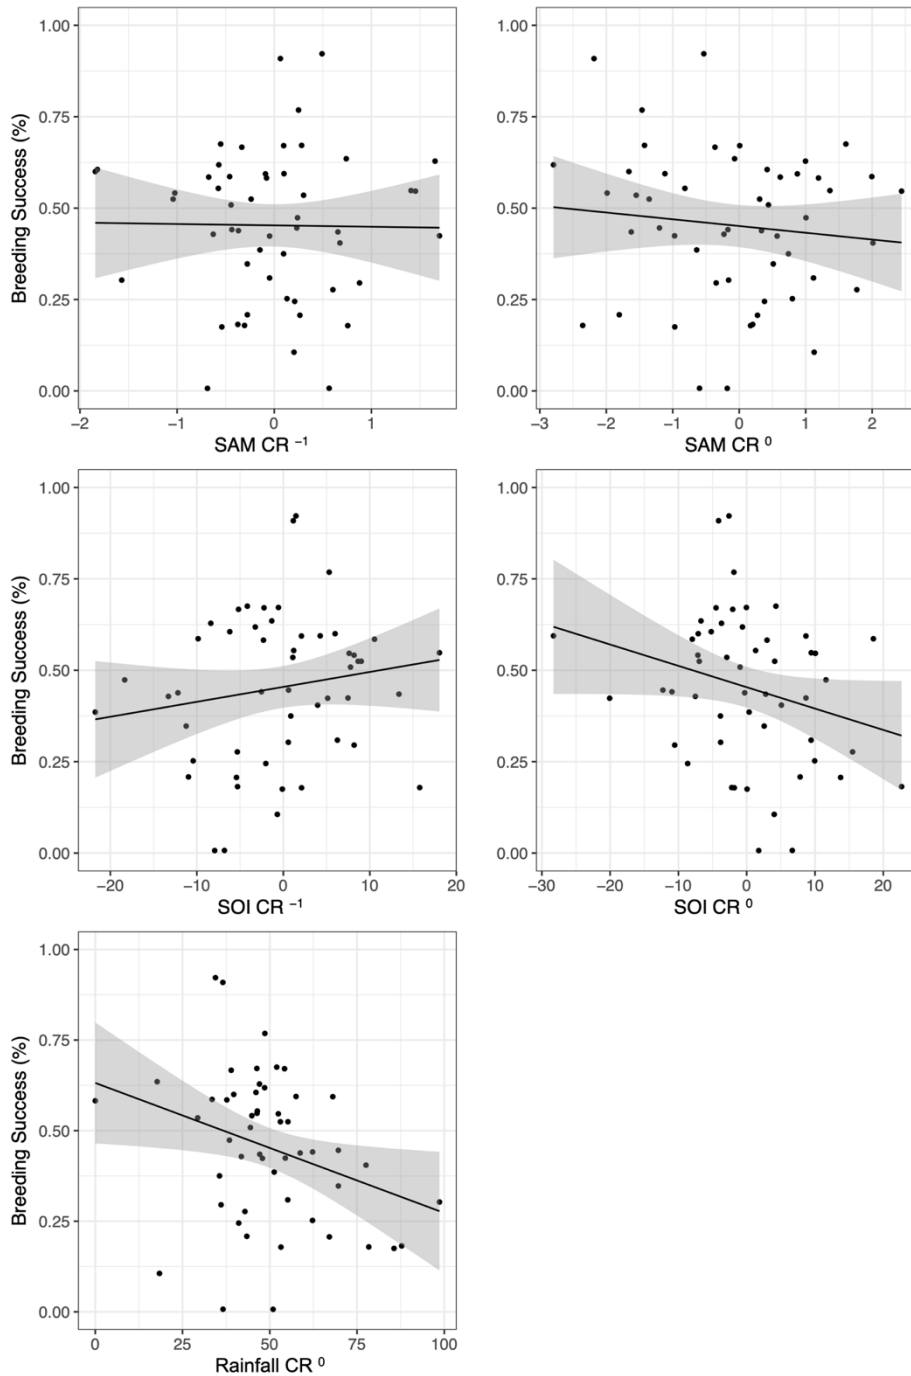 1.00
0.75
0.50
0.25
0.00
Breeding Success (%)
−2 −1 0 1
SAM CR −1
1.00
0.75
0.50
0.25
0.00
−3 −2 −1 0 1 2
SAM CR 0
1.00
0.75
0.50
0.25
0.00
Breeding Success (%)
−20 −10 0 10 20
SOI CR −1
1.00
0.75
0.50
0.25
0.00
−30 −20 −10 0 10 20
SOI CR 0
1.00
0.75
0.50
0.25
0.00
Breeding Success (%)
0 25 50 75 100
Rainfall CR 0